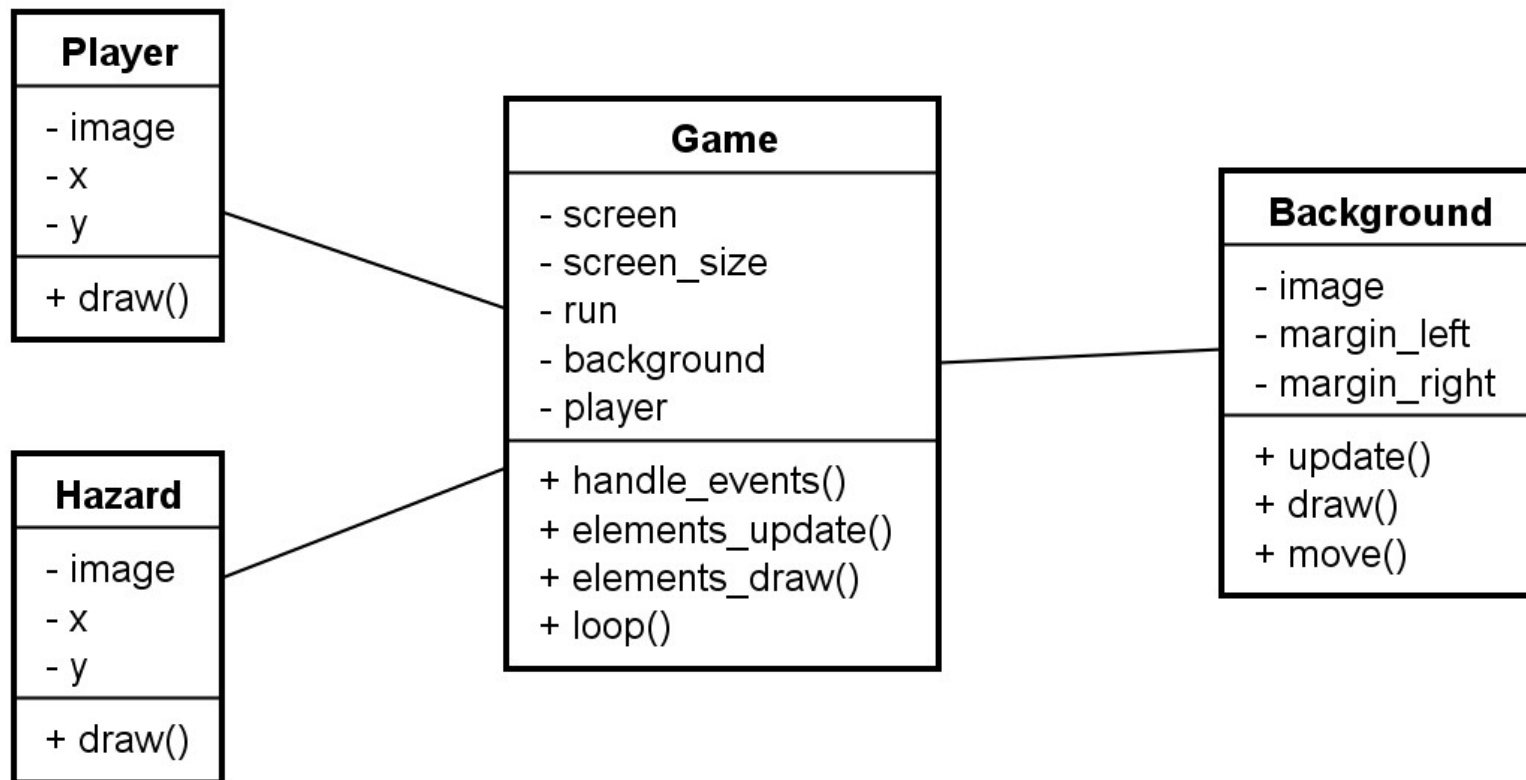 Player
- image
- x
- y
+ draw()
Hazard
- image
- x
- y
+ draw()
Game
- screen
- screen_size
- run
- background
- player
+ handle_events()
+ elements_update()
+ elements_draw()
+ loop()
Background
- image
- margin_left
- margin_right
+ update()
+ draw()
+ move()